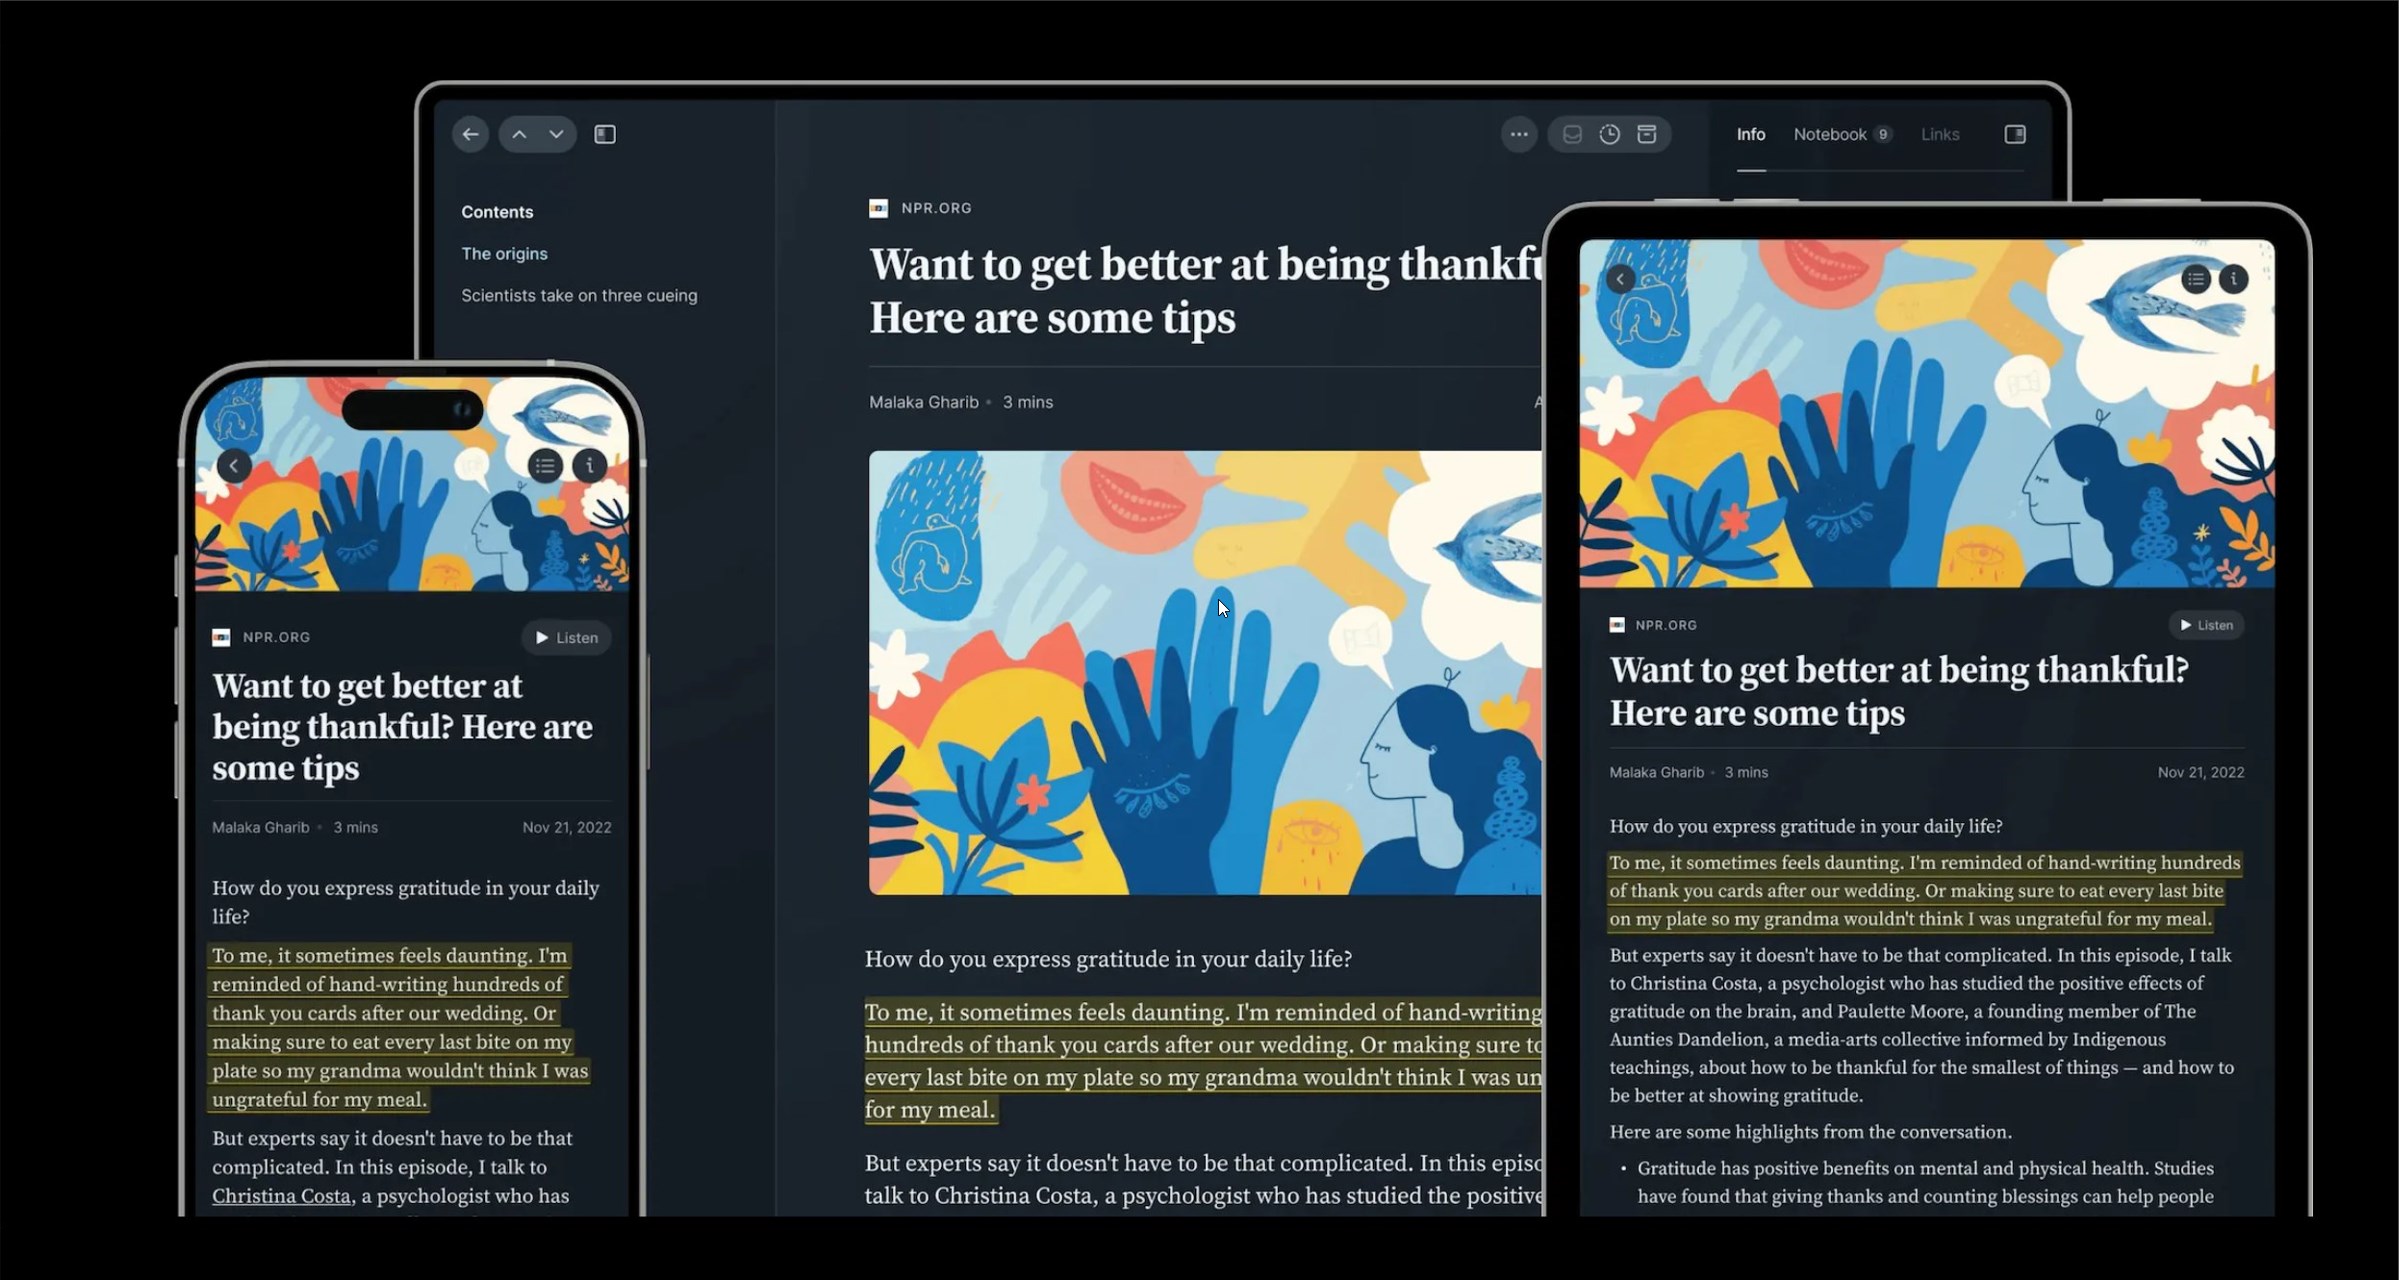 Info
Notebook 9
Links
Contents
The origins
Scientists take on three cueing
NPR.ORG
Want to get better at being thankfu
Here are some tips
Malaka Gharib • 3 mins
A
How do you express gratitude in your daily life?
To me, it sometimes feels daunting. I'm reminded of hand-writing
hundreds of thank you cards after our wedding. Or making sure to
every last bite on my plate so my grandma wouldn't think I was un
for my meal.
But experts say it doesn't have to be that complicated. In this episo
talk to Christina Costa, a psychologist who has studied the positive
NPR.ORG
Listen
Want to get better at
being thankful? Here are
some tips
Malaka Gharib • 3 mins
Nov 21, 2022
How do you express gratitude in your daily
life?
To me, it sometimes feels daunting. I'm
reminded of hand-writing hundreds of
thank you cards after our wedding. Or
making sure to eat every last bite on my
plate so my grandma wouldn't think I was
ungrateful for my meal.
But experts say it doesn't have to be that
complicated. In this episode, I talk to
Christina Costa, a psychologist who has
NPR.ORG
Listen
Want to get better at being thankful?
Here are some tips
Malaka Gharib • 3 mins
Nov 21, 2022
How do you express gratitude in your daily life?
To me, it sometimes feels daunting. I'm reminded of hand-writing hundreds
of thank you cards after our wedding. Or making sure to eat every last bite
on my plate so my grandma wouldn't think I was ungrateful for my meal.
But experts say it doesn't have to be that complicated. In this episode, I talk
to Christina Costa, a psychologist who has studied the positive effects of
gratitude on the brain, and Paulette Moore, a founding member of The
Aunties Dandelion, a media-arts collective informed by Indigenous
teachings, about how to be thankful for the smallest of things — and how to
be better at showing gratitude.
Here are some highlights from the conversation.
• Gratitude has positive benefits on mental and physical health. Studies
have found that giving thanks and counting blessings can help people